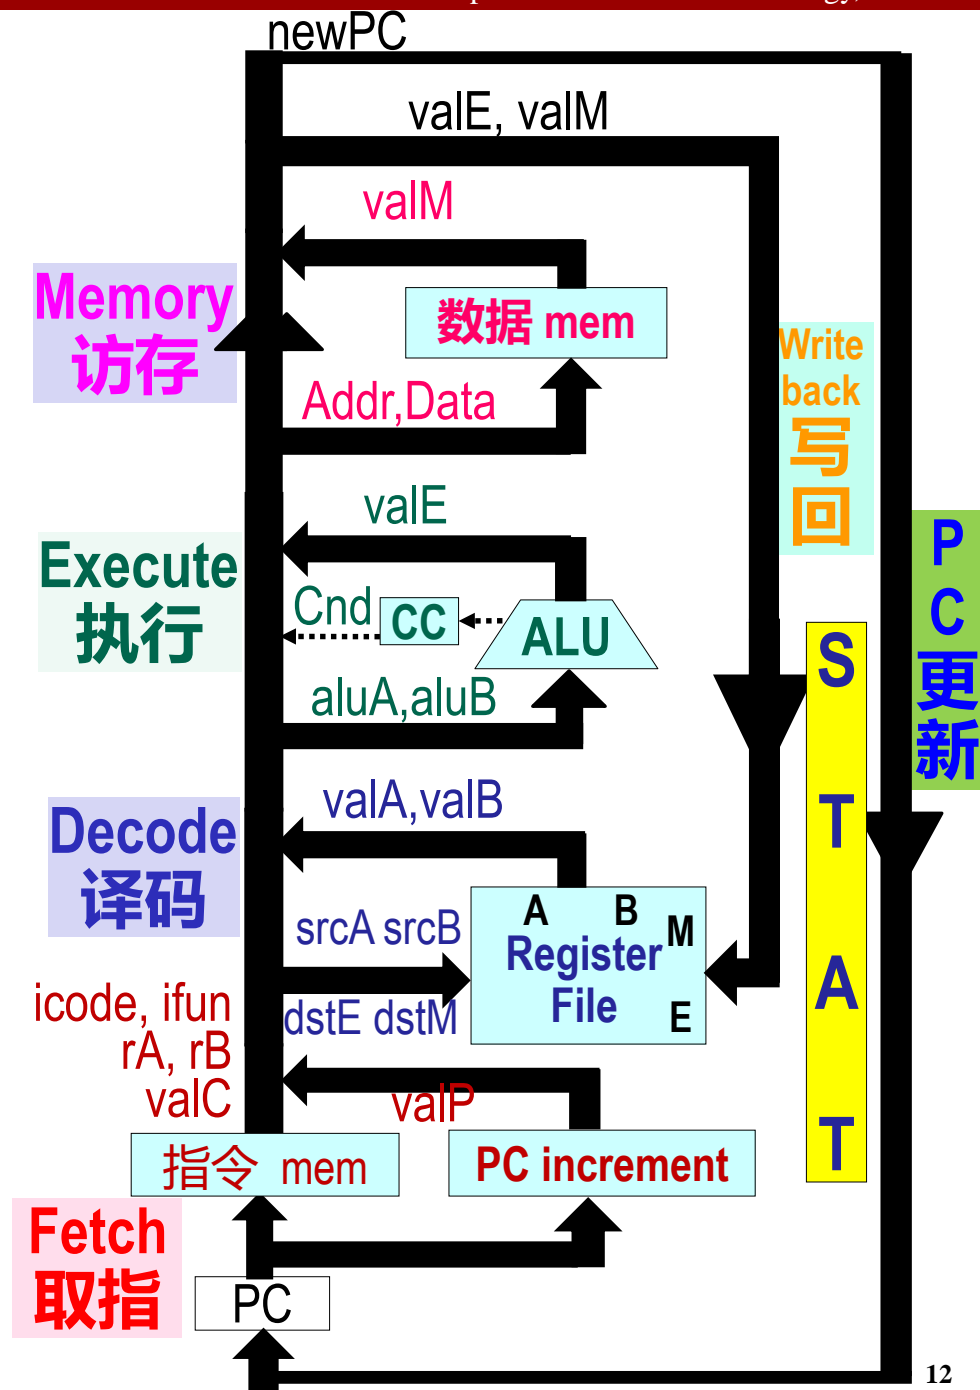 newPC
valE, valM
valM
Memory
访存
数据 mem
Write
back
写
回
Addr,Data
valE
Execute
执行
Cnd
CC
ALU
aluA,aluB
P
C
更
新
S
T
A
T
valA,valB
Decode
译码
A B
M
srcA srcB
Register
File
E
dstE dstM
icode, ifun
rA, rB
valC
valP
指令 mem
PC increment
Fetch
取指
PC
12